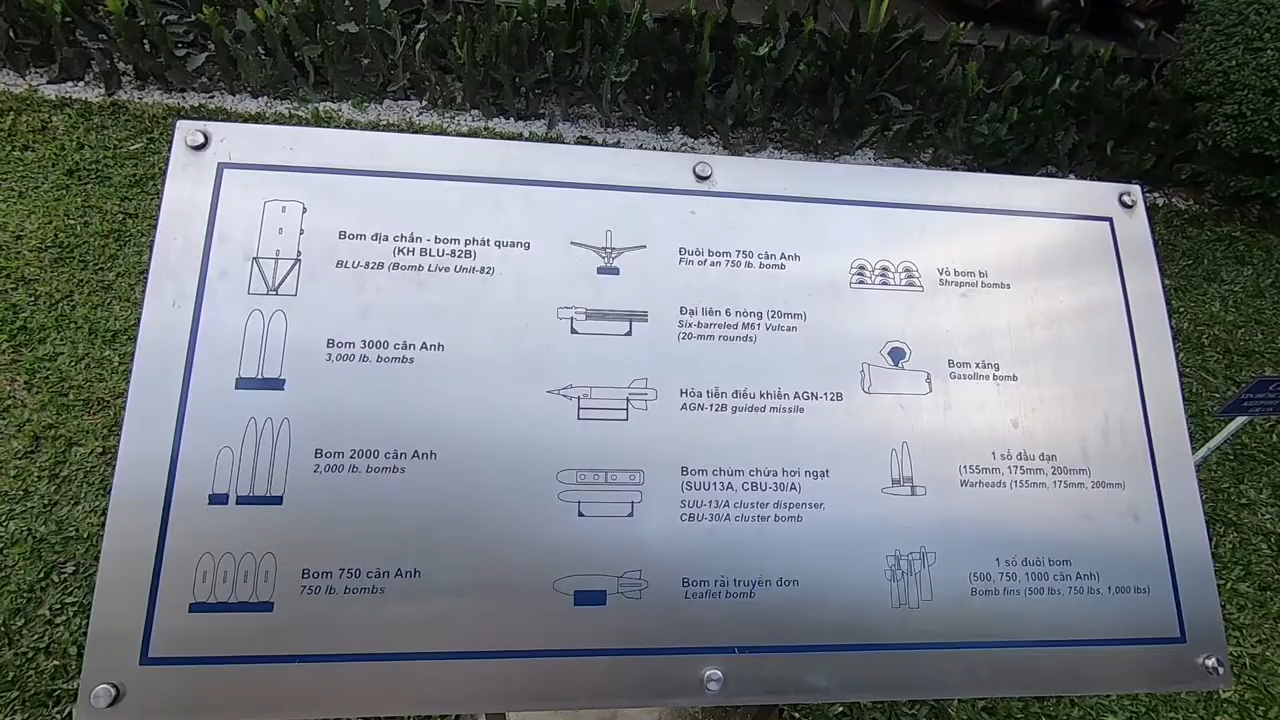 Bom địa chấn - bom phát quang
(KH BLU-82B)
BLU-82B (Bomb Live Unit-82)
Bom 3000 cân Anh
3,000 lb. bombs
Bom 2000 cân Anh
2,000 lb. bombs
Bom 750 cân Anh
750 lb. bombs
Đuôi bom 750 cân Anh
Fin of an 750 lb. bomb
Đại liên 6 nòng (20mm)
Six-barreled M61 Vulcan
(20-mm rounds)
Hỏa tiễn điều khiển AGN-12B
AGN-12B guided missile
Bom chùm chứa hơi ngạt
(SUU13A, CBU-30/A)
SUU-13/A cluster dispenser,
CBU-30/A cluster bomb
Bom rải truyền đơn
Leaflet bomb
Vỏ bom bi
Shrapnel bombs
Bom xăng
Gasoline bomb
1 số đầu đạn
(155mm, 175mm, 200mm)
Warheads (155mm, 175mm, 200mm)
1 số đuôi bom
(500, 750, 1000 cân Anh)
Bomb fins (500 lbs, 750 lbs, 1,000 lbs)